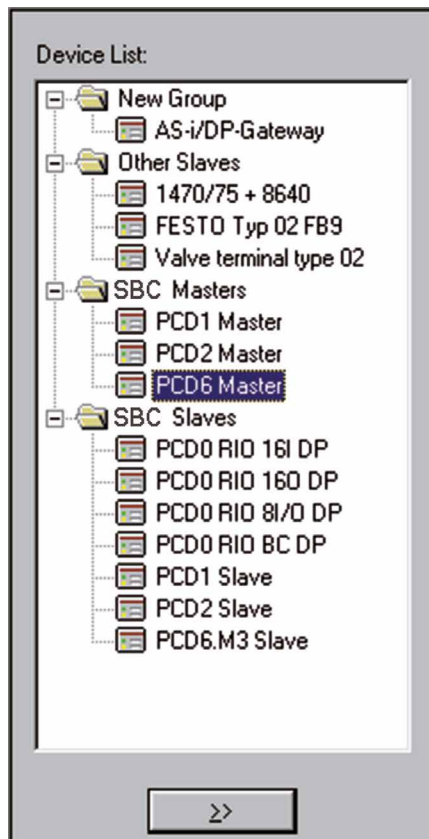 Device List:
New Group
AS-i/DP-Gateway
Other Slaves
1470/75 + 8640
FESTO Typ 02 FB9
Valve terminal type 02
SBC Masters
PCD1 Master
PCD2 Master
PCD6 Master
SBC Slaves
PCD0 RIO 16I DP
PCD0 RIO 16O DP
PCD0 RIO 8I/O DP
PCD0 RIO BC DP
PCD1 Slave
PCD2 Slave
PCD6.M3 Slave
>>